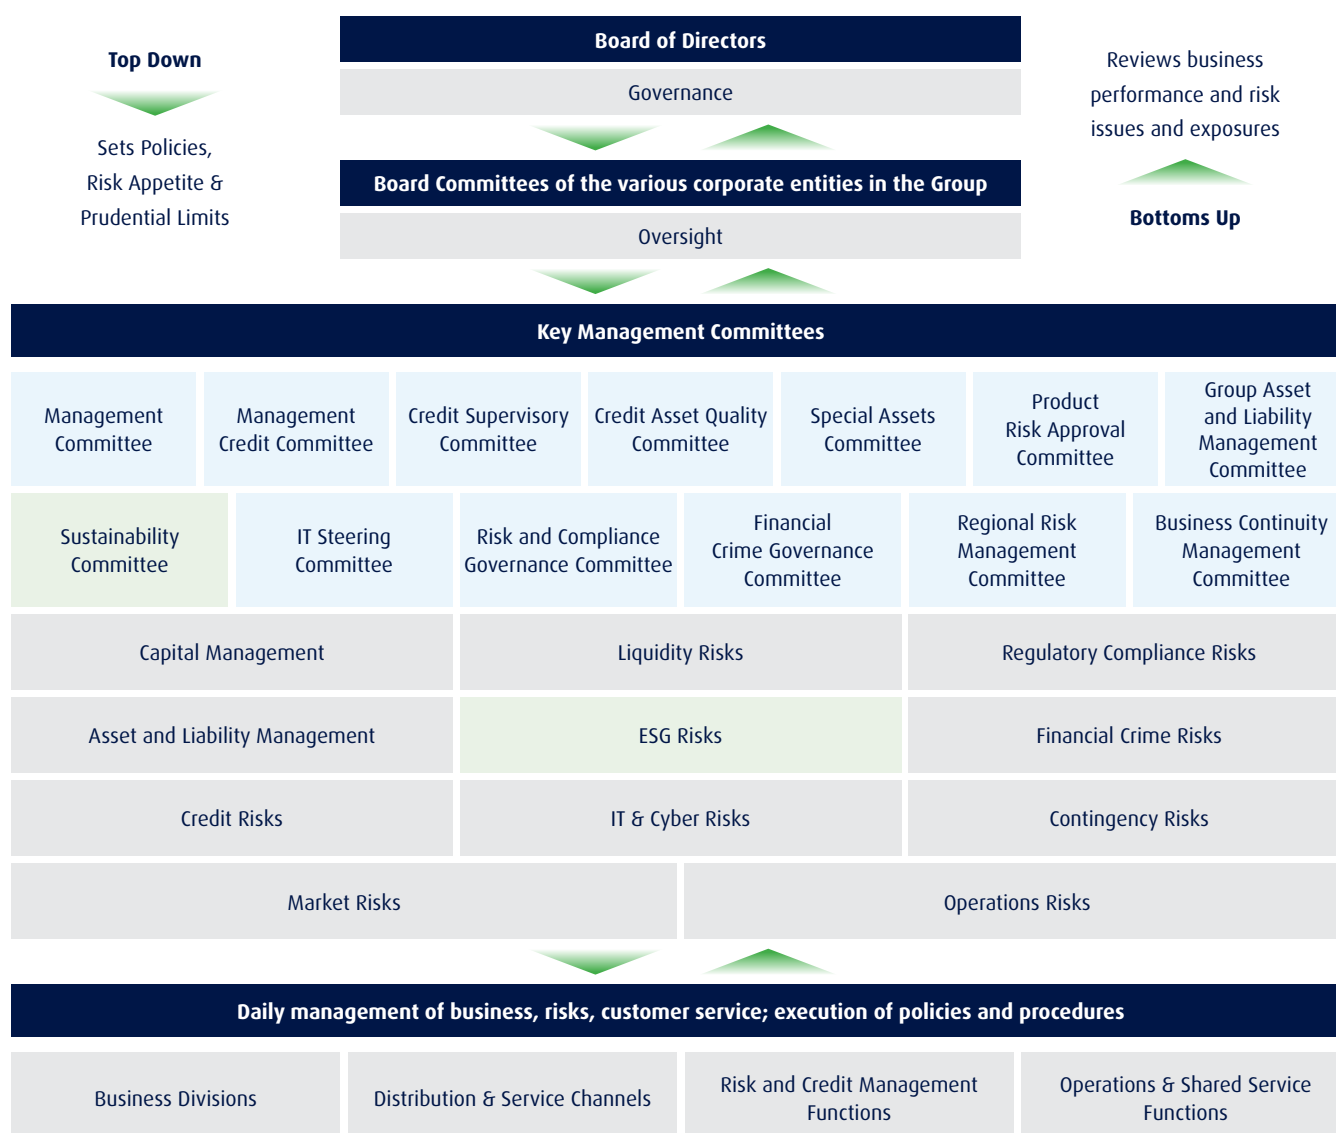 Top Down
Sets Policies,
Risk Appetite &
Prudential Limits
Board of Directors
Governance
Board Committees of the various corporate entities in the Group
Oversight
Reviews business
performance and risk
issues and exposures
Bottoms Up
Key Management Committees
Management
Committee
Management
Credit Committee
Credit Supervisory
Committee
Credit Asset Quality
Committee
Special Assets
Committee
Product
Risk Approval
Committee
Group Asset
and Liability
Management
Committee
Sustainability
Committee
IT Steering
Committee
Risk and Compliance
Governance Committee
Financial
Crime Governance
Committee
Regional Risk
Management
Committee
Business Continuity
Management
Committee
Capital Management
Liquidity Risks
Regulatory Compliance Risks
Asset and Liability Management
ESG Risks
Financial Crime Risks
Credit Risks
IT & Cyber Risks
Contingency Risks
Market Risks
Operations Risks
Daily management of business, risks, customer service; execution of policies and procedures
Business Divisions
Distribution & Service Channels
Risk and Credit Management
Functions
Operations & Shared Service
Functions